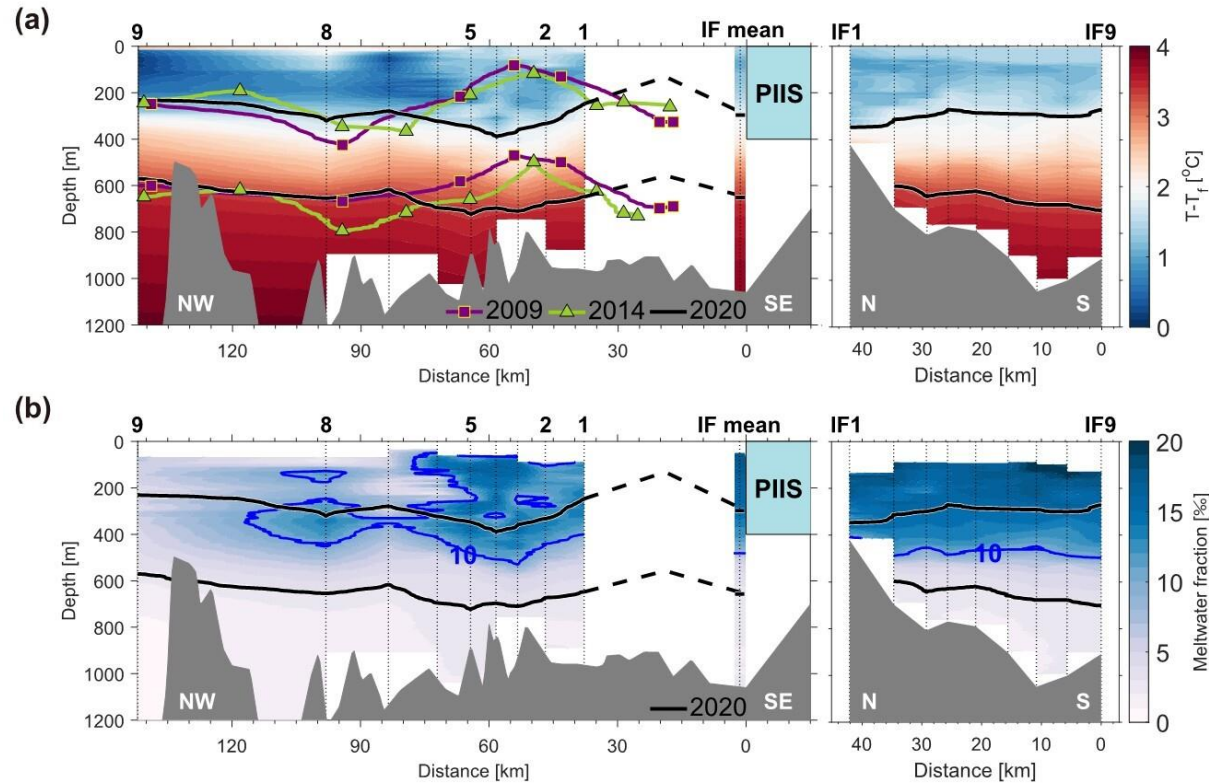 (a)
9 8 5 2 1 IF mean
IF1 IF9
0
200
400
600
800
1000
1200
Depth [m]
PIIS
NW
SE
2009 2014 2020
120 90 60 30 0
Distance [km]
N S
40 30 20 10 0
Distance [km]
4
3
2
1
0
T-Tf [°C]
(b)
9 8 5 2 1 IF mean
IF1 IF9
0
200
400
600
800
1000
1200
Depth [m]
PIIS
10
NW
SE
2020
120 90 60 30 0
Distance [km]
10
N S
40 30 20 10 0
Distance [km]
20
15
10
5
0
Meltwater fraction [‰]